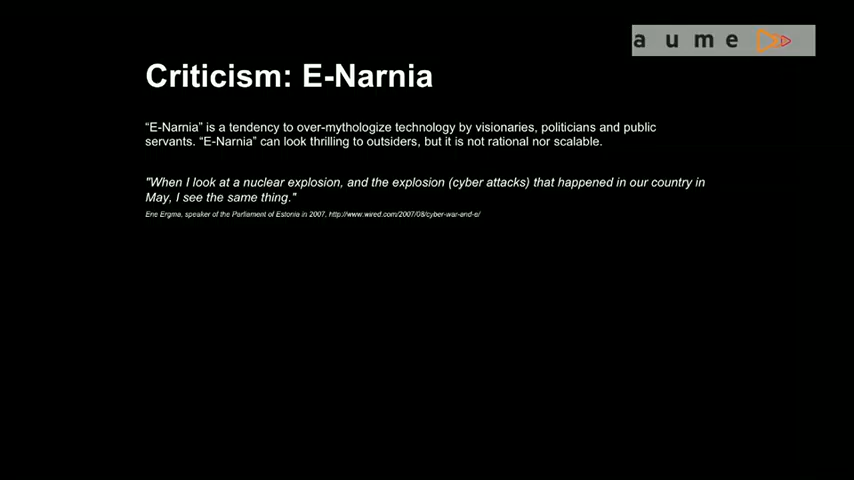 a u m e
Criticism: E-Narnia
“E-Narnia” is a tendency to over-mythologize technology by visionaries, politicians and public
servants. “E-Narnia” can look thrilling to outsiders, but it is not rational nor scalable.
"When I look at a nuclear explosion, and the explosion (cyber attacks) that happened in our country in
May, I see the same thing."
Ene Ergma, speaker of the Parliament of Estonia in 2007, http://www.wired.com/2007/08/cyber-war-and-e/